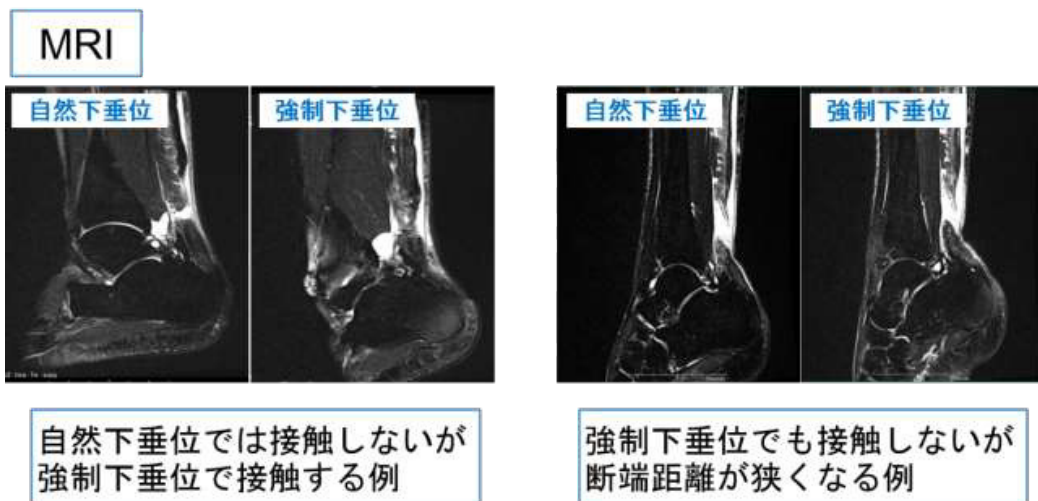 MRI
自然下垂位
強制下垂位
自然下垂位
強制下垂位
自然下垂位では接触しないが
強制下垂位で接触する例
強制下垂位でも接触しないが
断端距離が狭くなる例